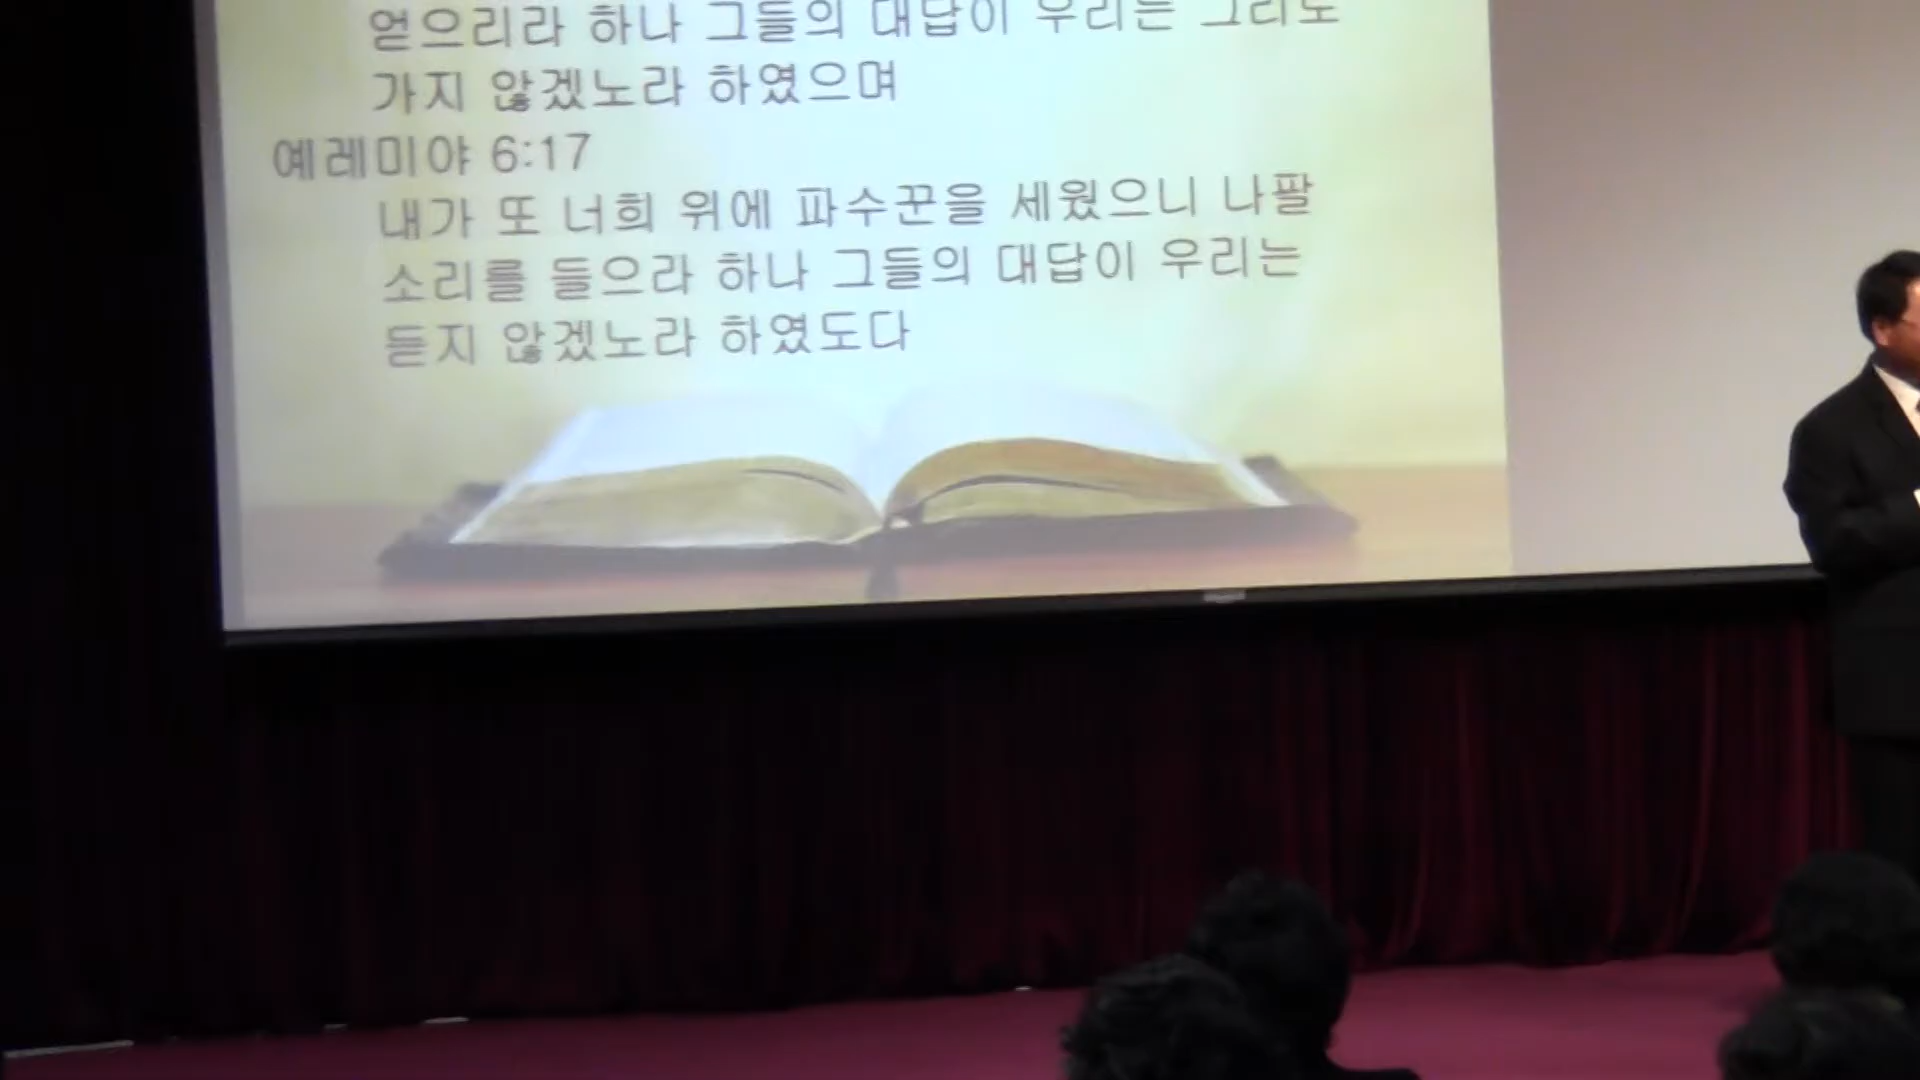 얻으리라 하나 그들의 대답이 우리는 그리로
가지 않겠노라 하였으며
예레미야 6:17
내가 또 너희 위에 파수꾼을 세웠으니 나팔
소리를 들으라 하나 그들의 대답이 우리는
듣지 않겠노라 하였도다